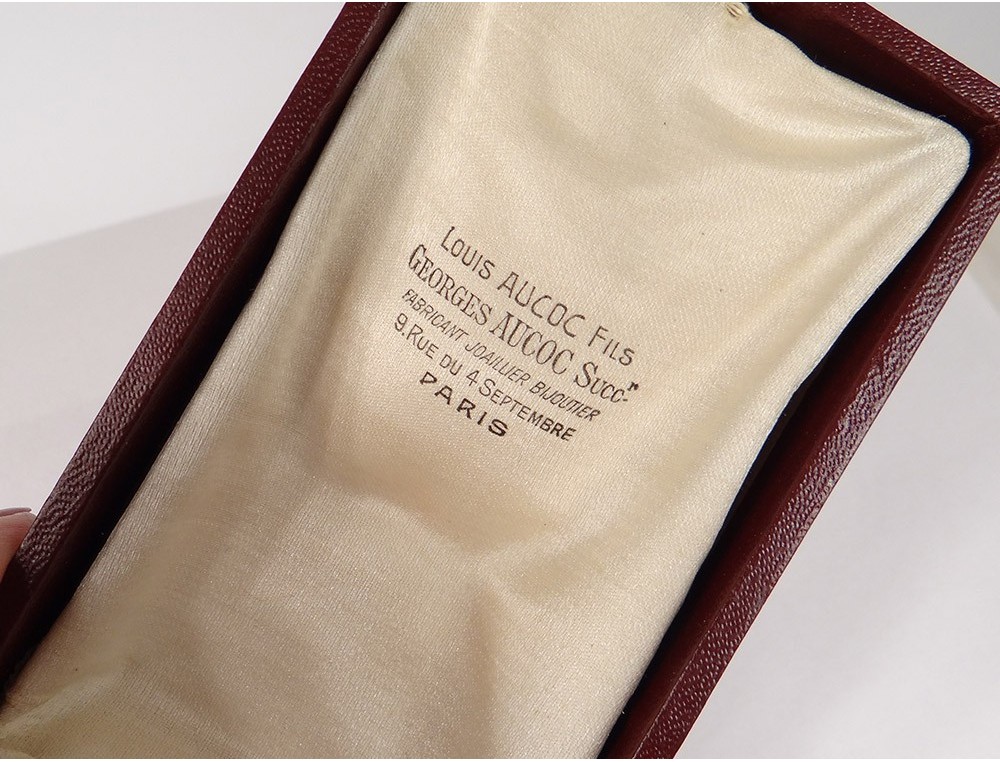 Louis AUCOC Fils
GEORGES AUCOC Succr
FABRICANT JOAILLIER BIJOUTIER
9. RUE DU 4 SEPTEMBRE
PARIS